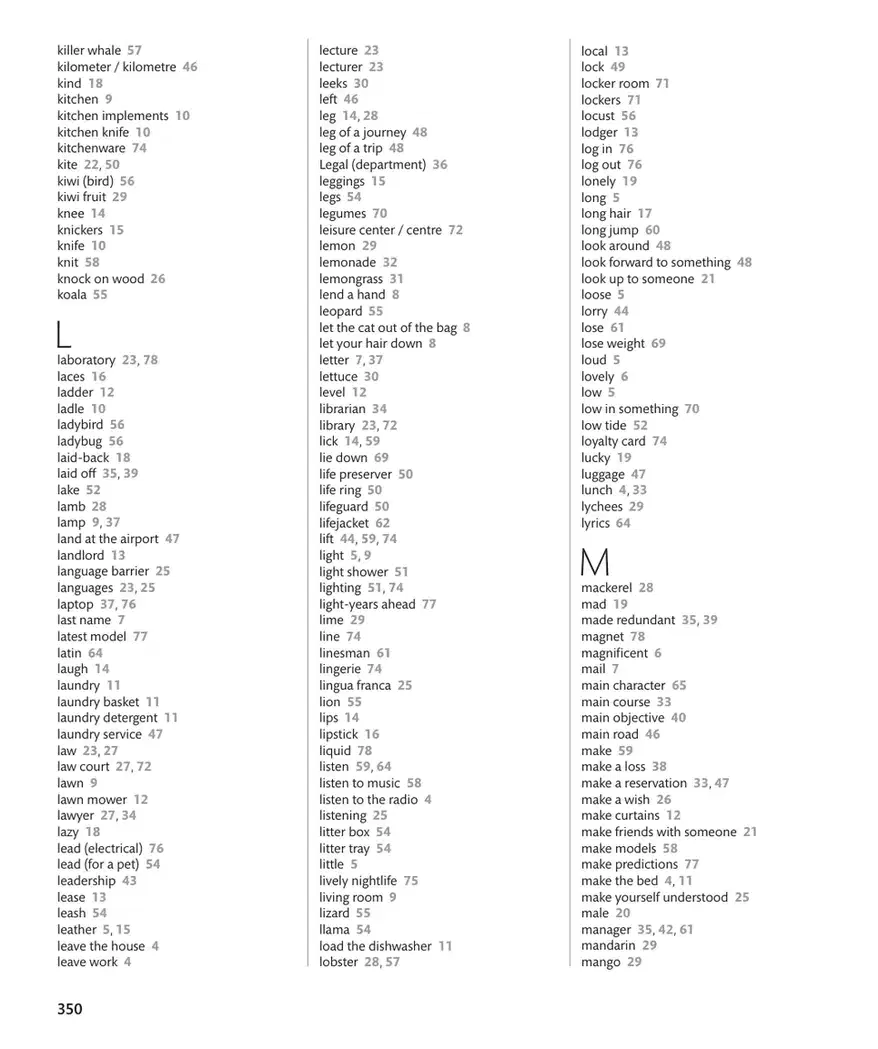 killer whale 57
kilometer / kilometre 46
kind 18
kitchen 9
kitchen implements 10
kitchen knife 10
kitchenware 74
kite 22, 50
kiwi (bird) 56
kiwi fruit 29
knee 14
knickers 15
knife 10
knit 58
knock on wood 26
koala 55
L
laboratory 23, 78
laces 16
ladder 12
ladle 10
ladybird 56
ladybug 56
laid-back 18
laid off 35, 39
lake 52
lamb 28
lamp 9, 37
land at the airport 47
landlord 13
language barrier 25
languages 23, 25
laptop 37, 76
last name 7
latest model 77
latin 64
laugh 14
laundry 11
laundry basket 11
laundry detergent 11
laundry service 47
law 23, 27
law court 27, 72
lawn 9
lawn mower 12
lawyer 27, 34
lazy 18
lead (electrical) 76
lead (for a pet) 54
leadership 43
lease 13
leash 54
leather 5, 15
leave the house 4
leave work 4
lecture 23
lecturer 23
leeks 30
left 46
leg 14, 28
leg of a journey 48
leg of a trip 48
Legal (department) 36
leggings 15
legs 54
legumes 70
leisure center / centre 72
lemon 29
lemonade 32
lemongrass 31
lend a hand 8
leopard 55
let the cat out of the bag 8
let your hair down 8
letter 7, 37
lettuce 30
level 12
librarian 34
library 23, 72
lick 14, 59
lie down 69
life preserver 50
life ring 50
lifeguard 50
lifejacket 62
lift 44, 59, 74
light 5, 9
light shower 51
lighting 51, 74
light-years ahead 77
lime 29
line 74
linesman 61
lingerie 74
lingua franca 25
lion 55
lips 14
lipstick 16
liquid 78
listen 59, 64
listen to music 58
listen to the radio 4
listening 25
litter box 54
litter tray 54
little 5
lively nightlife 75
living room 9
lizard 55
llama 54
load the dishwasher 11
lobster 28, 57
local 13
lock 49
locker room 71
lockers 71
locust 56
lodger 13
log in 76
log out 76
lonely 19
long 5
long hair 17
long jump 60
look around 48
look forward to something 48
look up to someone 21
loose 5
lorry 44
lose 61
lose weight 69
loud 5
lovely 6
low 5
low in something 70
low tide 52
loyalty card 74
lucky 19
luggage 47
lunch 4, 33
lychees 29
lyrics 64
M
mackerel 28
mad 19
made redundant 35, 39
magnet 78
magnificent 6
mail 7
main character 65
main course 33
main objective 40
main road 46
make 59
make a loss 38
make a reservation 33, 47
make a wish 26
make curtains 12
make friends with someone 21
make models 58
make predictions 77
make the bed 4, 11
make yourself understood 25
male 20
manager 35, 42, 61
mandarin 29
mango 29
350